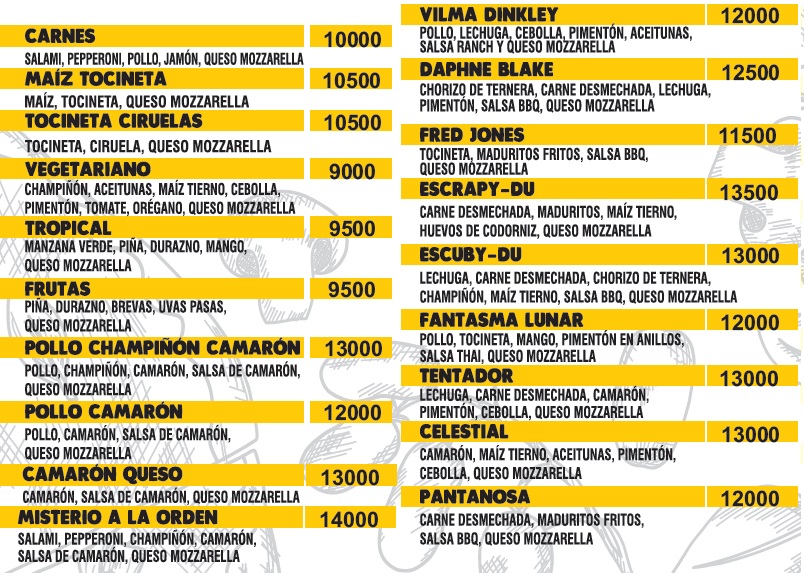 CARNES 10000
SALAMI, PEPPERONI, POLLO, JAMÓN, QUESO MOZZARELLA
MAÍZ TOCINETA 10500
MAÍZ, TOCINETA, QUESO MOZZARELLA
TOCINETA CIRUELAS 10500
TOCINETA, CIRUELA, QUESO MOZZARELLA
VEGETARIANO 9000
CHAMPIÑÓN, ACEITUNAS, MAÍZ TIERNO, CEBOLLA,
PIMENTÓN, TOMATE, ORÉGANO, QUESO MOZZARELLA
TROPICAL 9500
MANZANA VERDE, PIÑA, DURAZNO, MANGO,
QUESO MOZZARELLA
FRUTAS 9500
PIÑA, DURAZNO, BREVAS, UVAS PASAS,
QUESO MOZZARELLA
POLLO CHAMPIÑÓN CAMARÓN 13000
POLLO, CHAMPIÑÓN, CAMARÓN, SALSA DE CAMARÓN,
QUESO MOZZARELLA
POLLO CAMARÓN 12000
POLLO, CAMARÓN, SALSA DE CAMARÓN,
QUESO MOZZARELLA
CAMARÓN QUESO 13000
CAMARÓN, SALSA DE CAMARÓN, QUESO MOZZARELLA
MISTERIO A LA ORDEN 14000
SALAMI, PEPPERONI, CHAMPIÑÓN, CAMARÓN,
SALSA DE CAMARÓN, QUESO MOZZARELLA
VILMA DINKLEY 12000
POLLO, LECHUGA, CEBOLLA, PIMENTÓN, ACEITUNAS,
SALSA RANCH Y QUESO MOZZARELLA
DAPHNE BLAKE 12500
CHORIZO DE TERNERA, CARNE DESMECHADA, LECHUGA,
PIMENTÓN, SALSA BBQ, QUESO MOZZARELLA
FRED JONES 11500
TOCINETA, MADURITOS FRITOS, SALSA BBQ,
QUESO MOZZARELLA
ESCRAPY-DU 13500
CARNE DESMECHADA, MADURITOS, MAÍZ TIERNO,
HUEVOS DE CODORNIZ, QUESO MOZZARELLA
ESCUBY-DU 13000
LECHUGA, CARNE DESMECHADA, CHORIZO DE TERNERA,
CHAMPIÑÓN, MAÍZ TIERNO, SALSA BBQ, QUESO MOZZARELLA
FANTASMA LUNAR 12000
POLLO, TOCINETA, MANGO, PIMENTÓN EN ANILLOS,
SALSA THAI, QUESO MOZZARELLA
TENTADOR 13000
LECHUGA, CARNE DESMECHADA, CAMARÓN,
PIMENTÓN, CEBOLLA, QUESO MOZZARELLA
CELESTIAL 13000
CAMARÓN, MAÍZ TIERNO, ACEITUNAS, PIMENTÓN,
CEBOLLA, QUESO MOZZARELLA
PANTANOSA 12000
CARNE DESMECHADA, MADURITOS FRITOS,
SALSA BBQ, QUESO MOZZARELLA